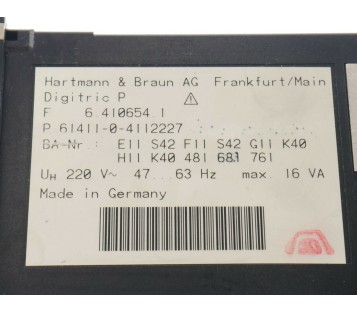 Hartmann & Braun AG Frankfurt/Main
Digitric P
F 6.410654.1
P 61411-0-4112227
BA-Nr : E11 S42 F11 S42 G11 K40
H11 K40 481 681 761
UH 220 V~ 47...63 Hz max. 16 VA
Made in Germany